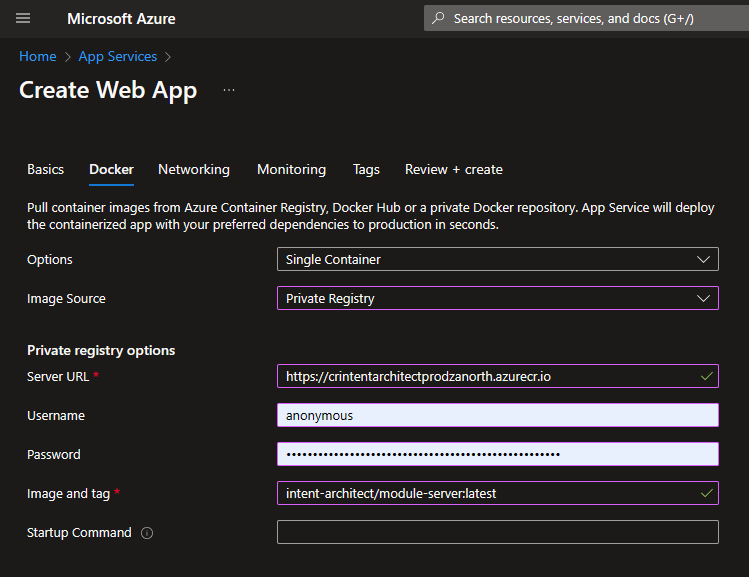 Microsoft Azure
Search resources, services, and docs (G+/)
Home > App Services >
Create Web App ...
Basics Docker Networking Monitoring Tags Review + create
Pull container images from Azure Container Registry, Docker Hub or a private Docker repository. App Service will deploy
the containerized app with your preferred dependencies to production in seconds.
Options Single Container
Image Source Private Registry
Private registry options
Server URL * https://crintentarchitectprodzanorth.azurecr.io
Username anonymous
Password ••••••••••••••••••••••••••••••••••••••••••••••••••••
Image and tag * intent-architect/module-server:latest
Startup Command